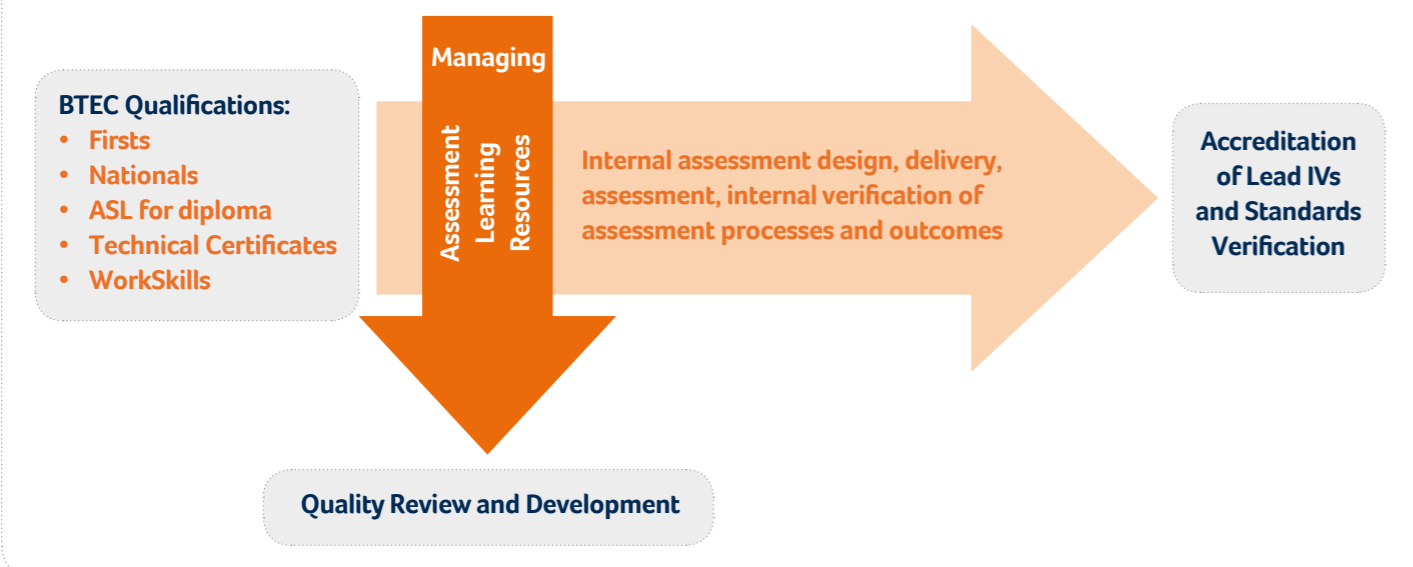 BTEC Qualifications:
• Firsts
• Nationals
• ASL for diploma
• Technical Certificates
• WorkSkills
Managing
Assessment
Learning
Resources
Internal assessment design, delivery,
assessment, internal verification of
assessment processes and outcomes
Accreditation
of Lead IVs
and Standards
Verification
Quality Review and Development